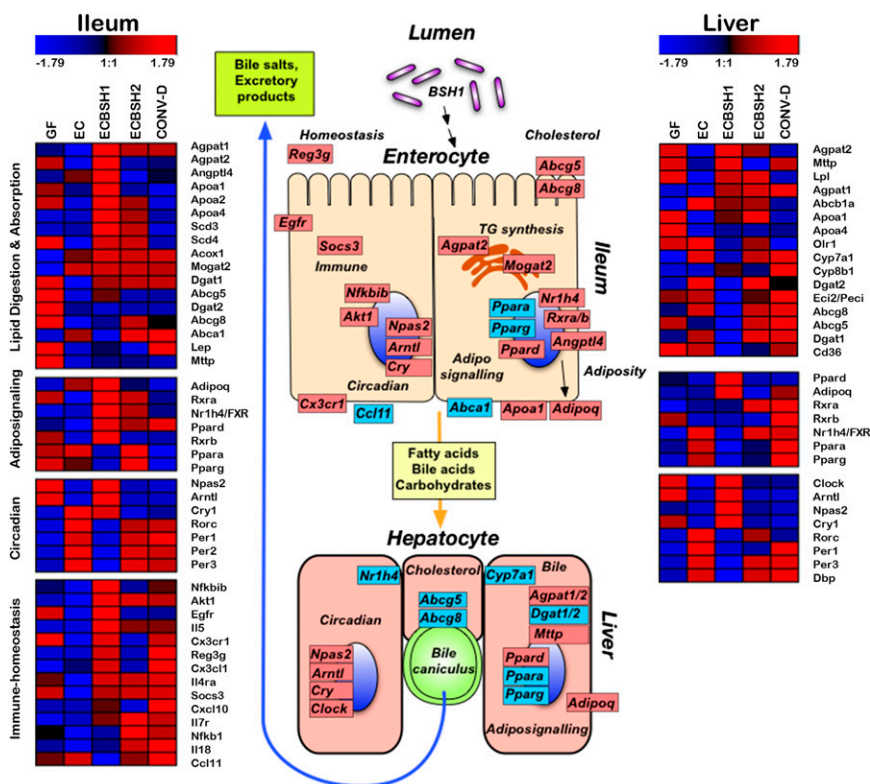 Ileum
-1.79 1:1 1.79
GF EC ECBSH1 ECBSH2 CONV-D
Lipid Digestion & Absorption
Agpat1
Agpat2
Angptl4
Apoa1
Apoa2
Apoa4
Scd3
Scd4
Acox1
Mogat2
Dgat1
Abcg5
Dgat2
Abcg8
Abca1
Lep
Mttp
Adiposignaling
Adipoq
Rxra
Nr1h4/FXR
Ppard
Rxrb
Ppara
Pparg
Circadian
Npas2
Arntl
Cry1
Rorc
Per1
Per2
Per3
Immune-homeostasis
Nfkbib
Akt1
Egfr
Il5
Cx3cr1
Reg3g
Cx3cl1
Il4ra
Socs3
Cxcl10
Il7r
Nfkb1
Il18
Ccl11
Lumen
Bile salts,
Excretory
products
BSH1
Homeostasis
Cholesterol
Reg3g
Enterocyte
Abcg5
Abcg8
Egfr
TG synthesis
Socs3
Agpat2
Ileum
Immune
Mogat2
Nfkbib
Nr1h4
Ppara
Akt1
Rxra/b
Npas2
Pparg
Arntl
Angptl4
Ppard
Cry
Adipo
signalling
Adiposity
Circadian
Cx3cr1
Ccl11
Abca1
Apoa1
Adipoq
Fatty acids
Bile acids
Carbohydrates
Hepatocyte
Nr1h4
Cholesterol
Cyp7a1
Bile
Abcg5
Agpat1/2
Abcg8
Dgat1/2
Circadian
Mttp
Liver
Npas2
Bile
caniculus
Ppard
Arntl
Ppara
Cry
Pparg
Clock
Adipoq
Adiposignalling
Liver
-1.79 1:1 1.79
GF EC ECBSH1 ECBSH2 CONV-D
Agpat2
Mttp
Lpl
Agpat1
Abcb1a
Apoa1
Apoa4
Olr1
Cyp7a1
Cyp8b1
Dgat2
Eci2/Peci
Abcg8
Abcg5
Dgat1
Cd36
Ppard
Adipoq
Rxra
Rxrb
Nr1h4/FXR
Ppara
Pparg
Clock
Arntl
Npas2
Cry1
Rorc
Per1
Per3
Dbp